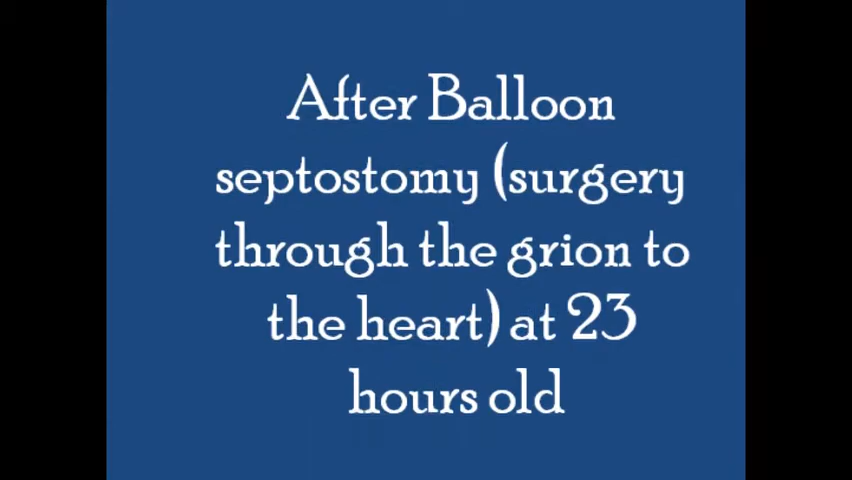 After Balloon
septostomy (surgery
through the grion to
the heart) at 23
hours old